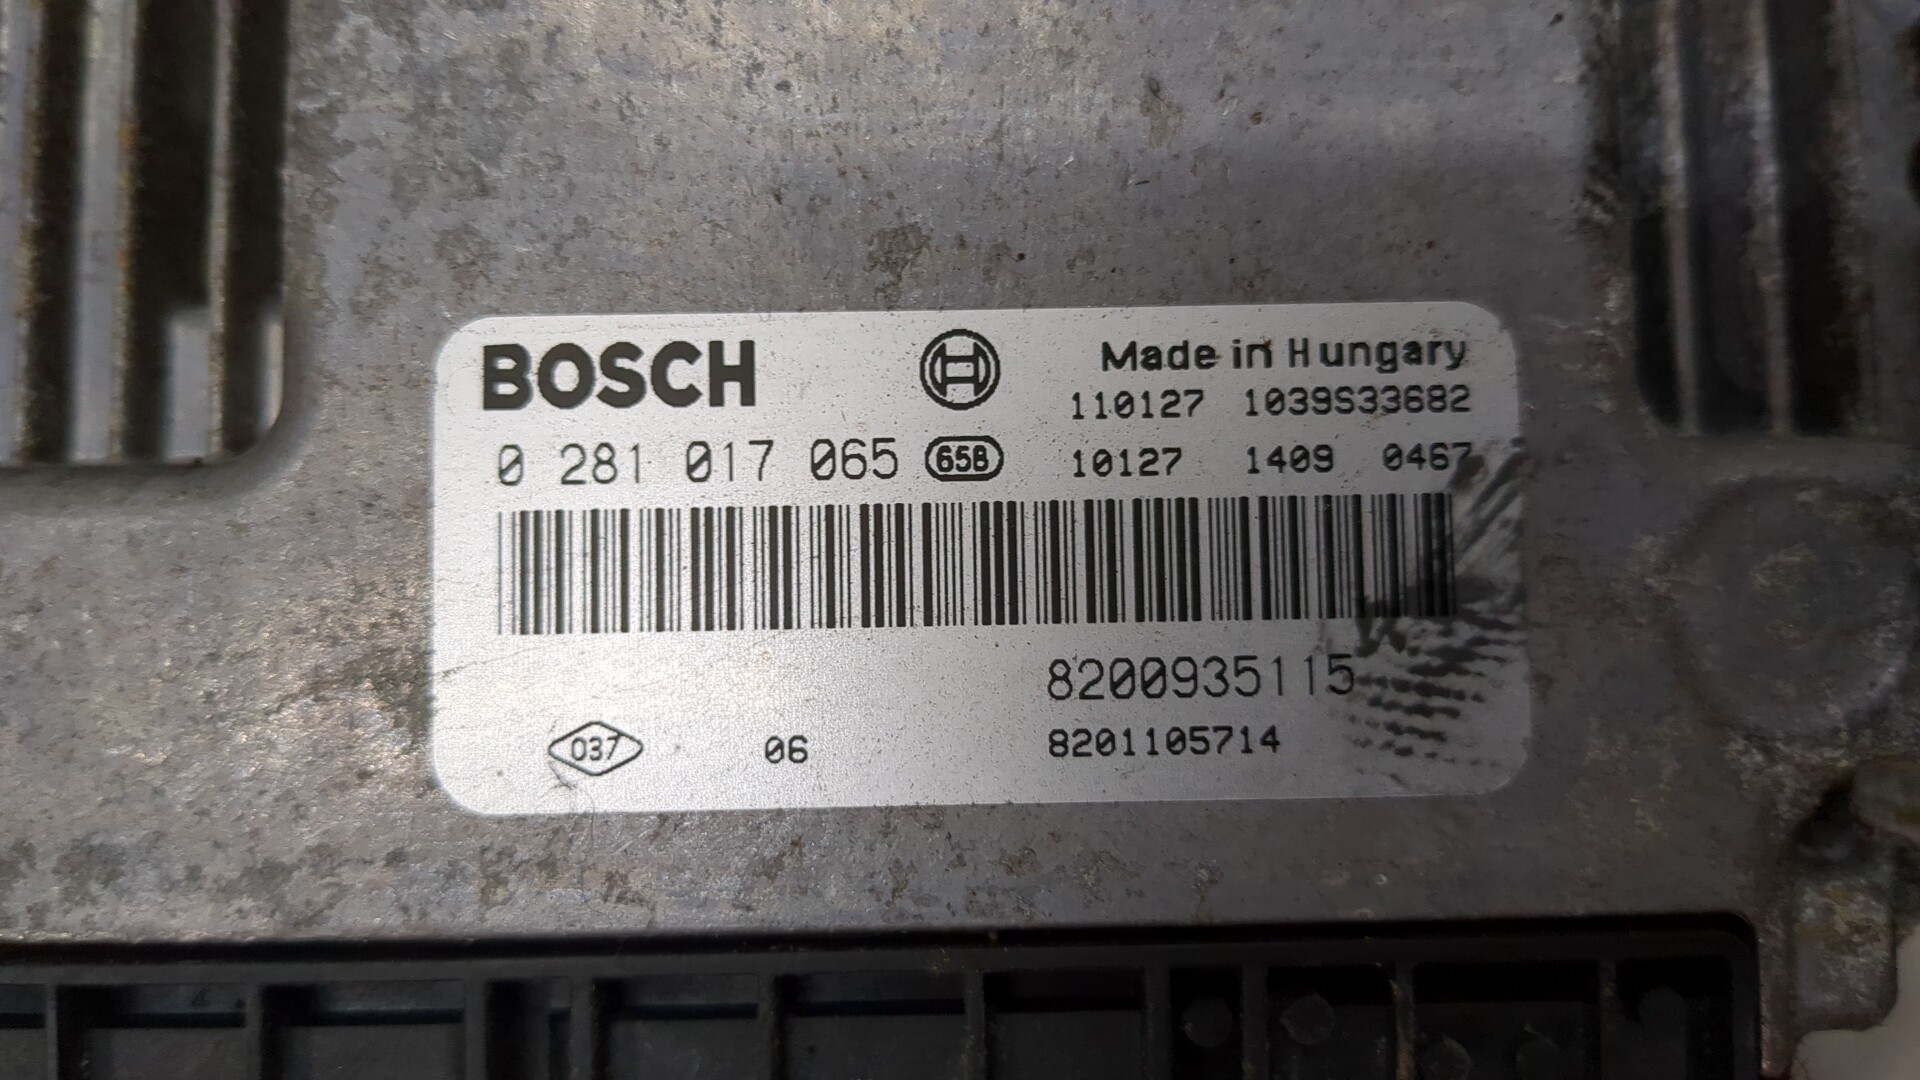 BOSCH
Made in Hungary
110127 1039S33682
0 281 017 065 658 10127 1409 0467
8200935115
037 06 8201105714